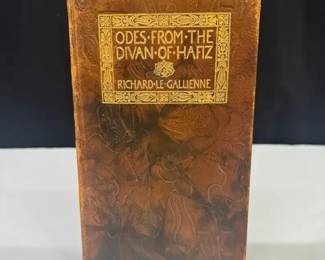 ODES·FROM·THE
DIVAN·OF·HAFIZ
RICHARD·LE·GALLIENNE